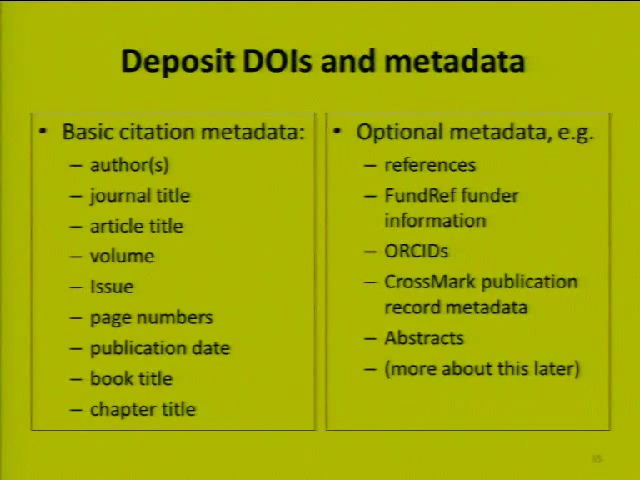 Deposit DOIs and metadata
• Basic citation metadata:
– author(s)
– journal title
– article title
– volume
– Issue
– page numbers
– publication date
– book title
– chapter title
• Optional metadata, e.g.
– references
– FundRef funder
information
– ORCIDs
– CrossMark publication
record metadata
– Abstracts
– (more about this later)